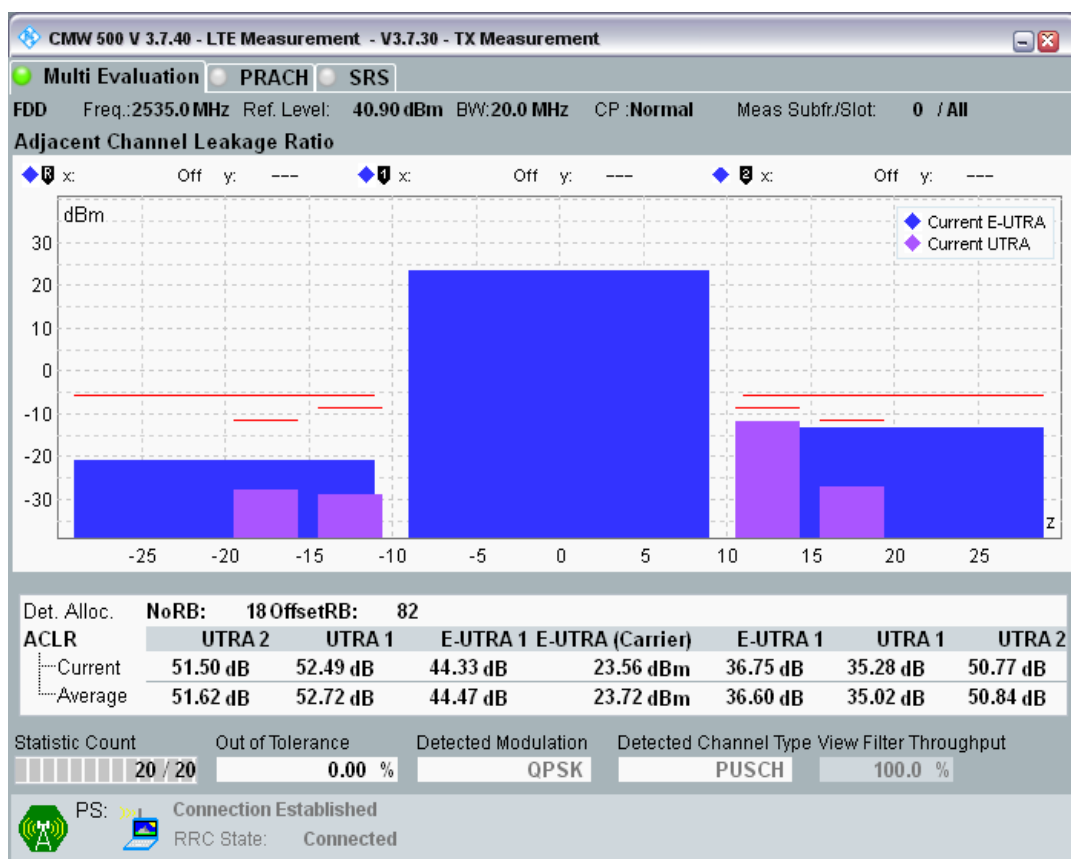 CMW 500 V 3.7.40 - LTE Measurement - V3.7.30 - TX Measurement
Multi Evaluation PRACH SRS
FDD Freq.:2535.0 MHz Ref. Level: 40.90 dBm BW:20.0 MHz CP :Normal Meas Subfr./Slot: 0 / All
Adjacent Channel Leakage Ratio
R x: Off y: --- 1 x: Off y: --- 2 x: Off y: ---
dBm
Current E-UTRA
Current UTRA
30
20
10
0
-10
-20
-30
z
-25 -20 -15 -10 -5 0 5 10 15 20 25
Det. Alloc. NoRB: 18 OffsetRB: 82
ACLR UTRA 2 UTRA 1 E-UTRA 1 E-UTRA (Carrier) E-UTRA 1 UTRA 1 UTRA 2
Current 51.50 dB 52.49 dB 44.33 dB 23.56 dBm 36.75 dB 35.28 dB 50.77 dB
Average 51.62 dB 52.72 dB 44.47 dB 23.72 dBm 36.60 dB 35.02 dB 50.84 dB
Statistic Count Out of Tolerance Detected Modulation Detected Channel Type View Filter Throughput
20 / 20 0.00 % QPSK PUSCH 100.0 %
PS: Connection Established
RRC State: Connected